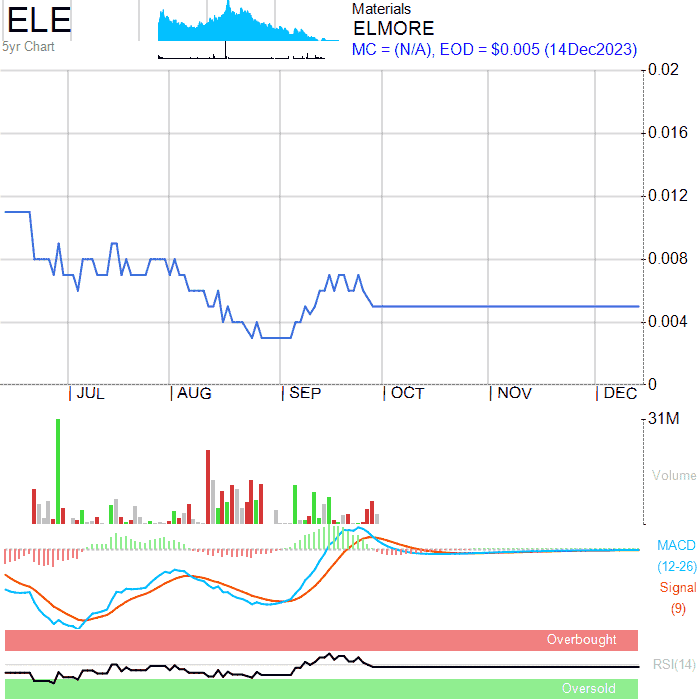 ELE
5yr Chart
Materials
ELMORE
MC = (N/A), EOD = $0.005 (14Dec2023)
0.02
0.016
0.012
0.008
0.004
0
JUL AUG SEP OCT NOV DEC
31M
Volume
MACD
(12-26)
Signal
(9)
Overbought
RSI(14)
Oversold